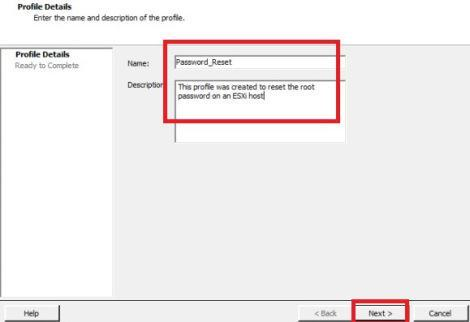 Profile Details
Enter the name and description of the profile.
Profile Details
Ready to Complete
Name:
Password_Reset
Description
This profile was created to reset the root
password on an ESXi host
Help
< Back
Next >
Cancel